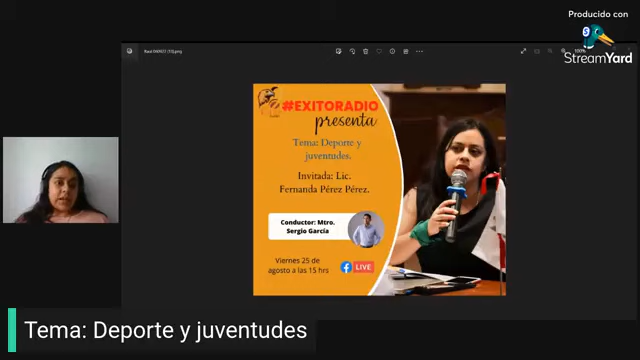 Producido con
StreamYard
100%
#EXITORADIO
presenta
Tema: Deporte y
juventudes.
Invitada: Lic.
Fernanda Pérez Pérez.
Conductor: Mtro.
Sergio García
Viernes 25 de
agosto a las 15 hrs
LIVE
Tema: Deporte y juventudes